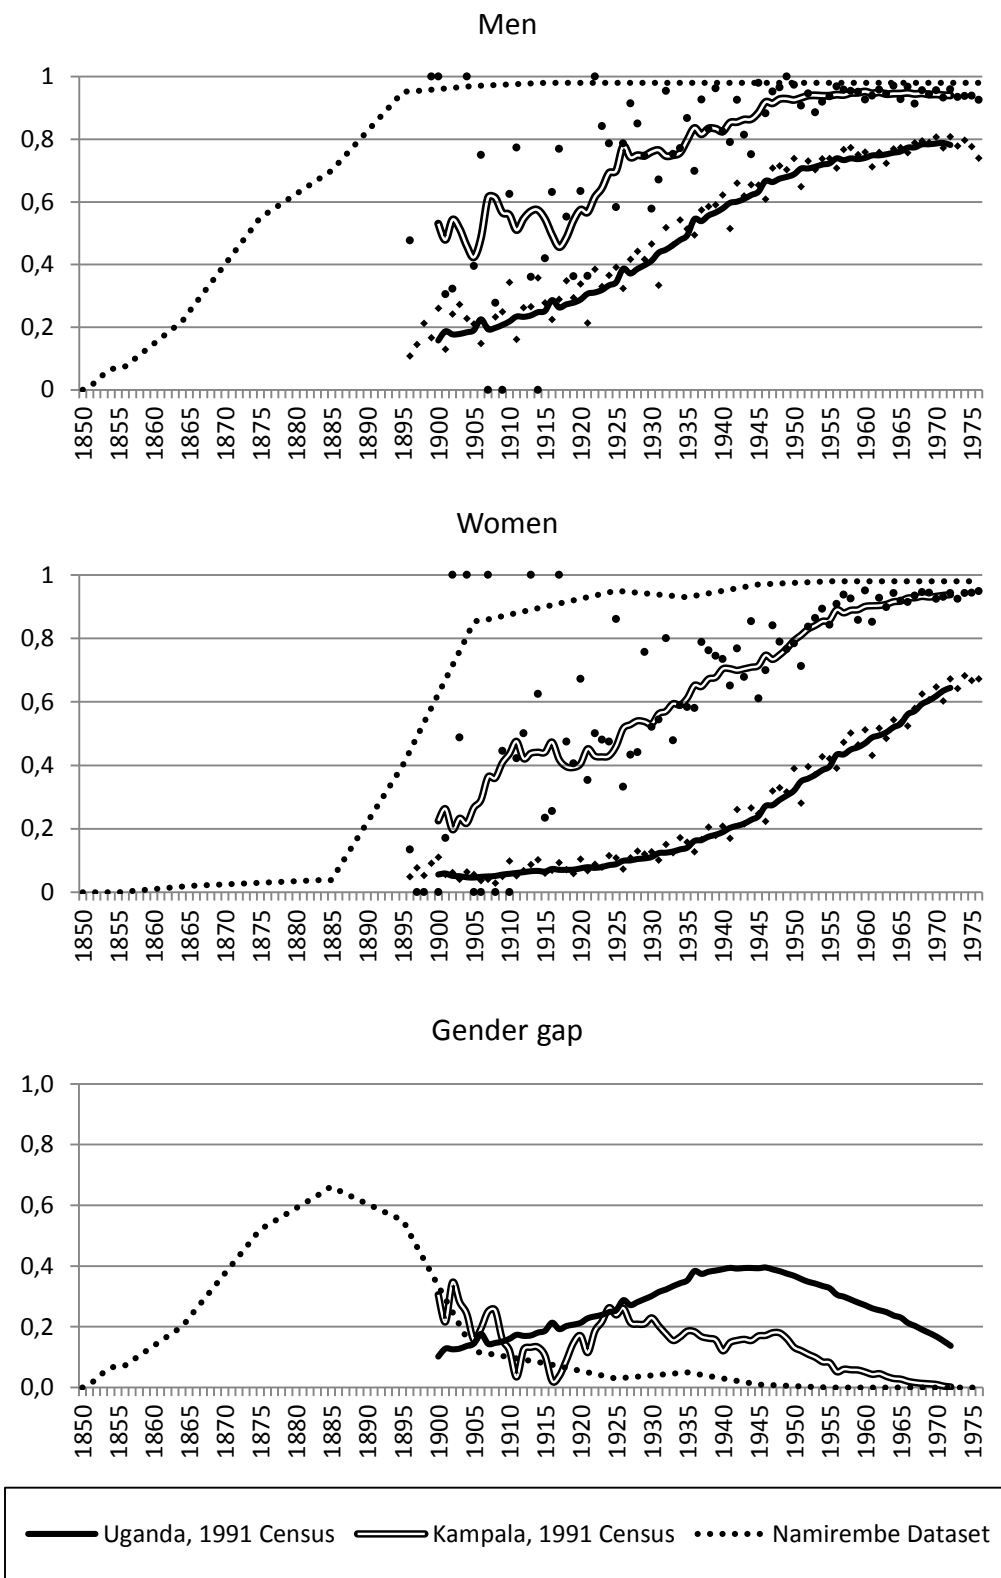 Men
1
0,8
0,6
0,4
0,2
0
1850 1855 1860 1865 1870 1875 1880 1885 1890 1895 1900 1905 1910 1915 1920 1925 1930 1935 1940 1945 1950 1955 1960 1965 1970 1975
Women
1
0,8
0,6
0,4
0,2
0
1850 1855 1860 1865 1870 1875 1880 1885 1890 1895 1900 1905 1910 1915 1920 1925 1930 1935 1940 1945 1950 1955 1960 1965 1970 1975
Gender gap
1,0
0,8
0,6
0,4
0,2
0,0
1850 1855 1860 1865 1870 1875 1880 1885 1890 1895 1900 1905 1910 1915 1920 1925 1930 1935 1940 1945 1950 1955 1960 1965 1970 1975
Uganda, 1991 Census Kampala, 1991 Census Namirembe Dataset